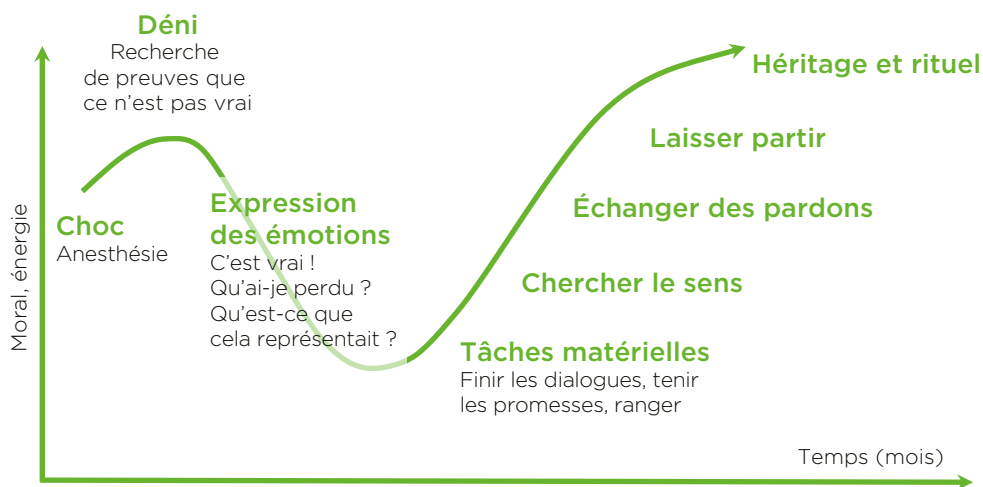 Déni
Recherche
de preuves que
ce n'est pas vrai
Moral, énergie
Choc
Anesthésie
Expression
des émotions
C'est vrai !
Qu'ai-je perdu ?
Qu'est-ce que
cela représentait ?
Tâches matérielles
Finir les dialogues, tenir
les promesses, ranger
Chercher le sens
Échanger des pardons
Laisser partir
Héritage et rituel
Temps (mois)